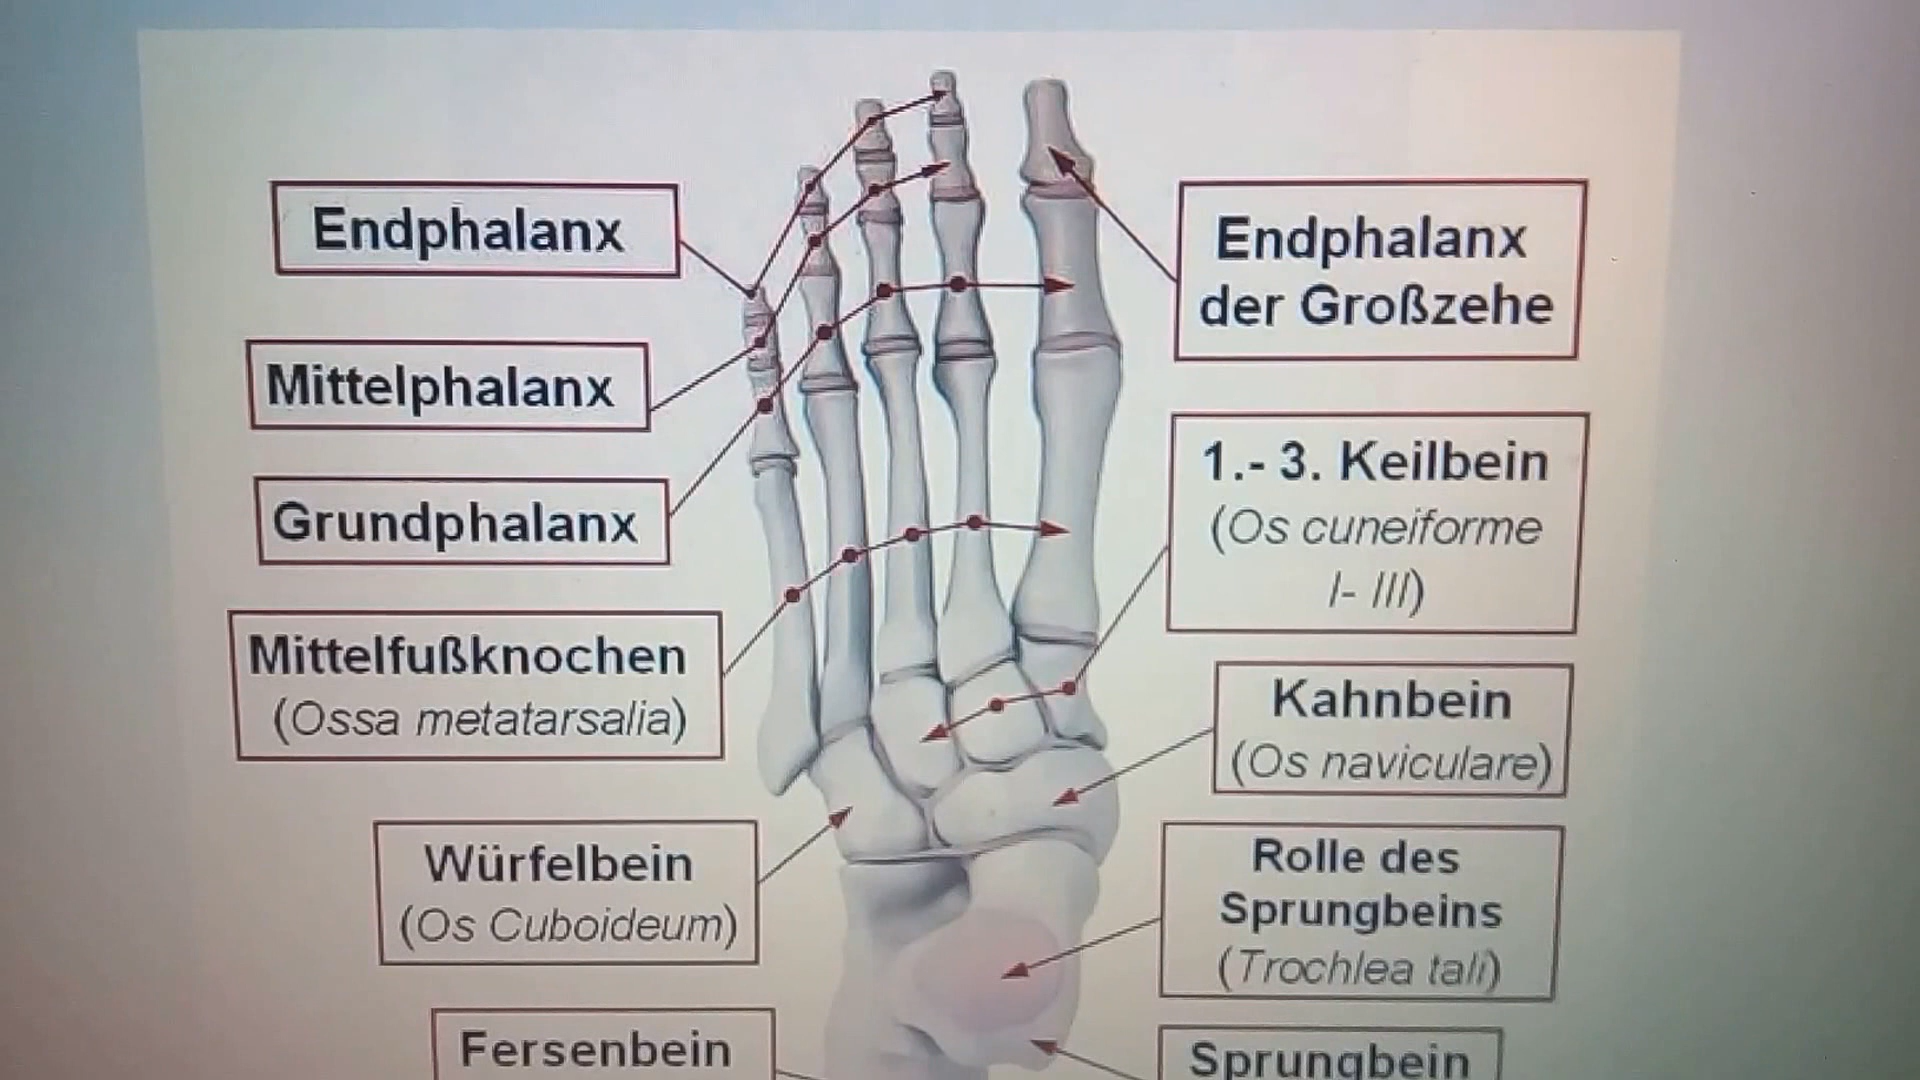 Endphalanx
Mittelphalanx
Grundphalanx
Mittelfußknochen
(Ossa metatarsalia)
Würfelbein
(Os Cuboideum)
Fersenbein
Endphalanx
der Großzehe
1.- 3. Keilbein
(Os cuneiforme
I- III)
Kahnbein
(Os naviculare)
Rolle des
Sprungbeins
(Trochlea tali)
Sprungbein